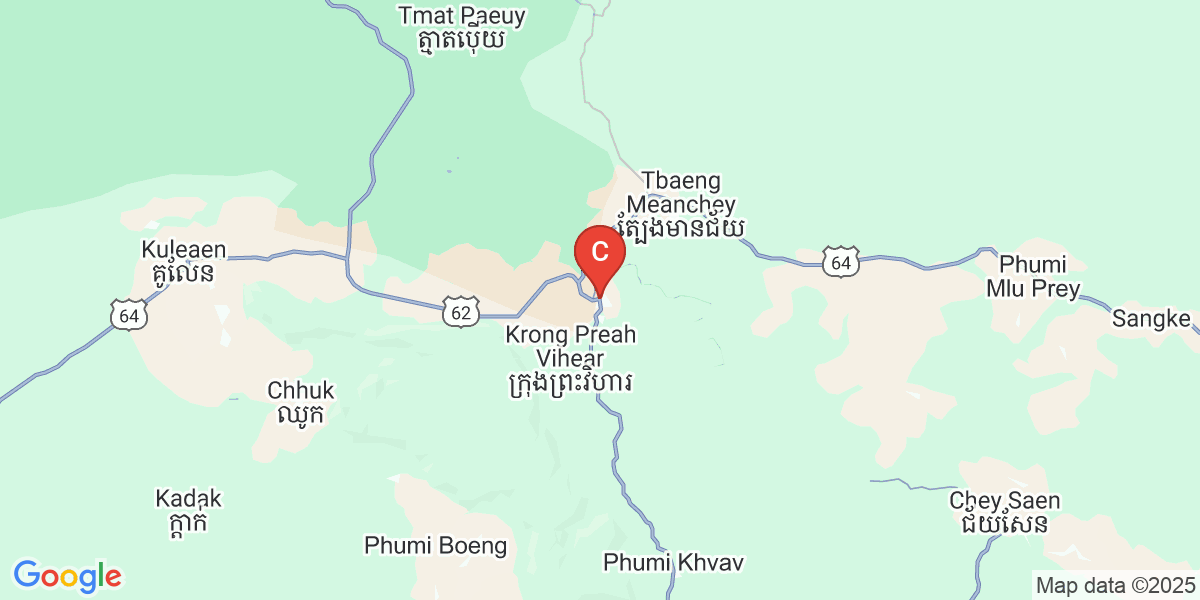 Tmat Paeuy
ត្មាតប៉ើយ
Tbaeng
Meanchey
ត្បែងមានជ័យ
C
Kuleaen
គូលែន
64
Phumi
Mlu Prey
64
62
Sangke
Krong Preah
Vihear
ក្រុងព្រះវិហារ
Chhuk
ឈូក
Kadak
ក្តាក់
Chey Saen
ជ័យសែន
Phumi Boeng
Phumi Khvav
Google
Map data ©2025